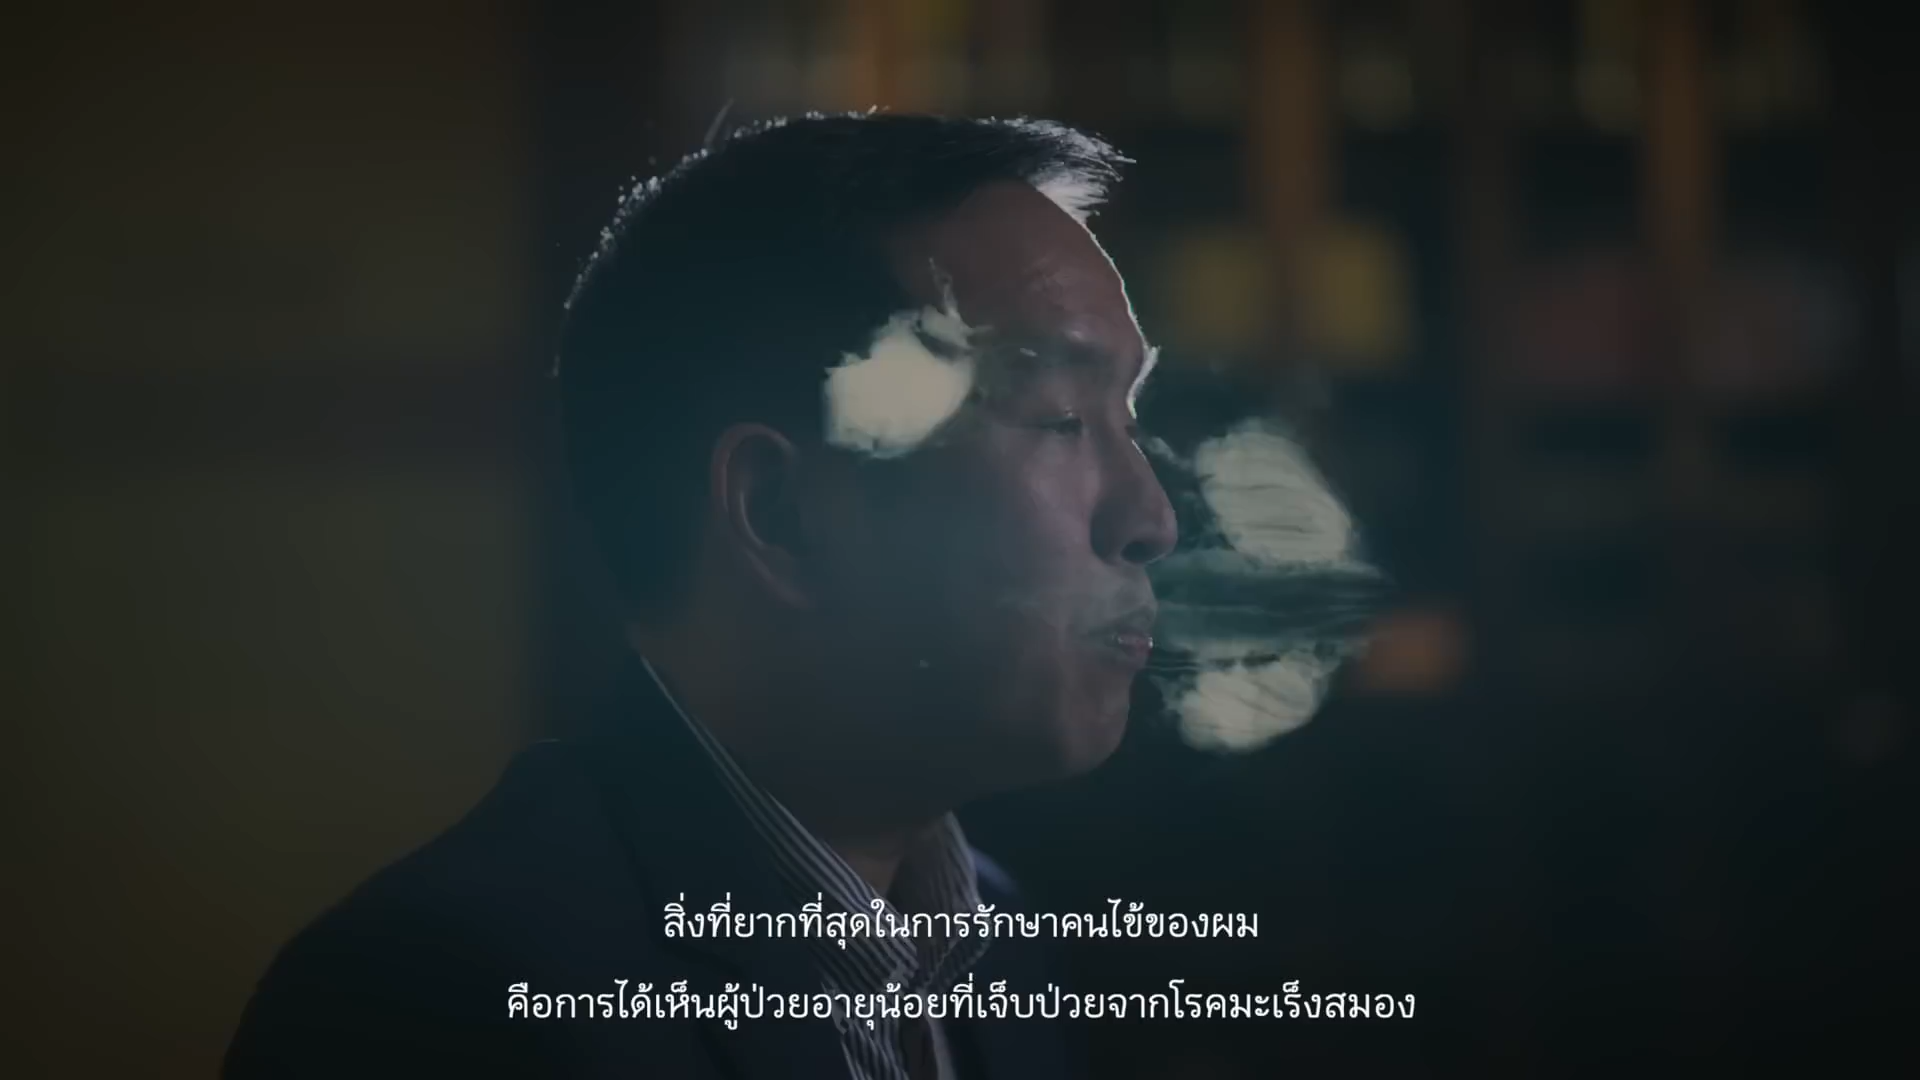 สิ่งที่ยากที่สุดในการรักษาคนไข้ของผม
คือการได้เห็นผู้ป่วยอายุน้อยที่เจ็บป่วยจากโรคมะเร็งสมอง